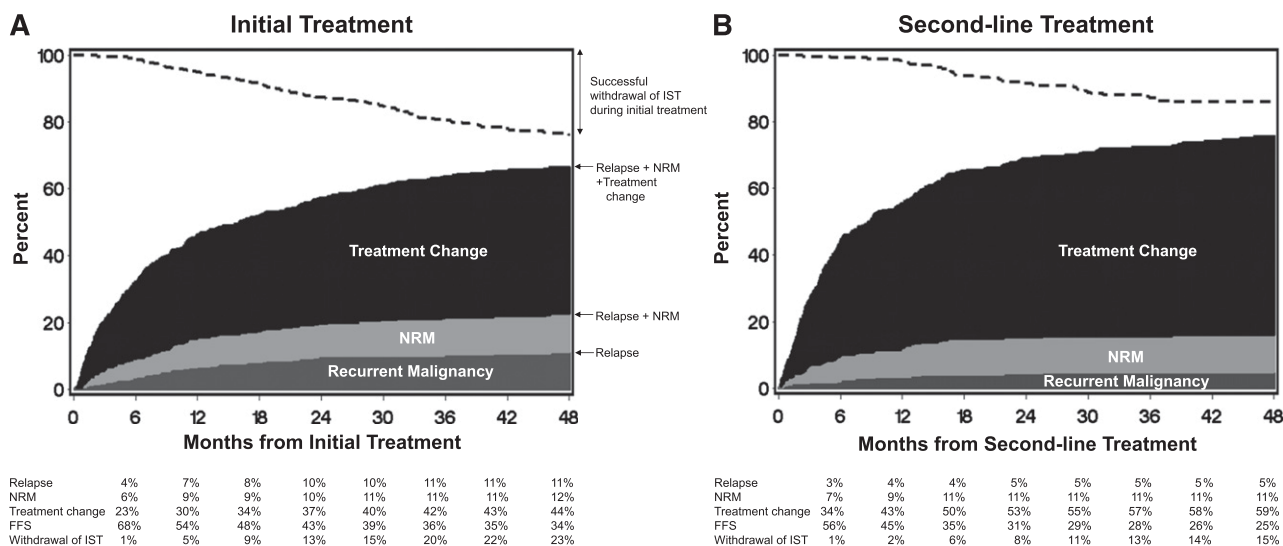 A
Initial Treatment
100
80
60
40
20
0
Percent
Treatment Change
NRM
Recurrent Malignancy
Successful
withdrawal of IST
during initial treatment
Relapse + NRM
+Treatment
change
Relapse + NRM
Relapse
0 6 12 18 24 30 36 42 48
Months from Initial Treatment
Relapse 4% 7% 8% 10% 10% 11% 11% 11%
NRM 6% 9% 9% 10% 11% 11% 11% 12%
Treatment change 23% 30% 34% 37% 40% 42% 43% 44%
FFS 68% 54% 48% 43% 39% 36% 35% 34%
Withdrawal of IST 1% 5% 9% 13% 15% 20% 22% 23%
B
Second-line Treatment
100
80
60
40
20
0
Percent
Treatment Change
NRM
Recurrent Malignancy
0 6 12 18 24 30 36 42 48
Months from Second-line Treatment
Relapse 3% 4% 4% 5% 5% 5% 5% 5%
NRM 7% 9% 11% 11% 11% 11% 11% 11%
Treatment change 34% 43% 50% 53% 55% 57% 58% 59%
FFS 56% 45% 35% 31% 29% 28% 26% 25%
Withdrawal of IST 1% 2% 6% 8% 11% 13% 14% 15%